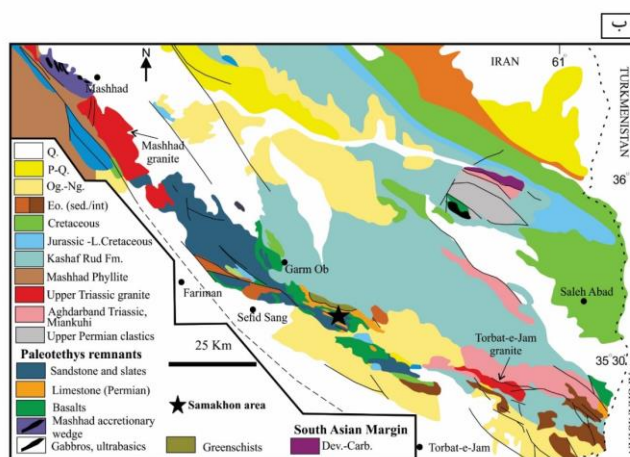 ب
N
IRAN
61
TURKMENISTAN
Mashhad
Mashhad
granite
36
Garm Ob
Saleh Abad
Fariman
Sefid Sang
35 30
Torbat-e-Jam
granite
25 Km
Torbat-e-Jam
Q.
P-Q.
Og.-Ng.
Eo. (sed./int)
Cretaceous
Jurassic -L.Cretaceous
Kashaf Rud Fm.
Mashhad Phyllite
Upper Triassic granite
Aghdarband Triassic,
Miankuhi
Upper Permian clastics
Paleotethys remnants
Sandstone and slates
Limestone (Permian)
Basalts
Mashhad accretionary
wedge
Gabbros, ultrabasics
Samakhon area
Greenschists
South Asian Margin
Dev.-Carb.